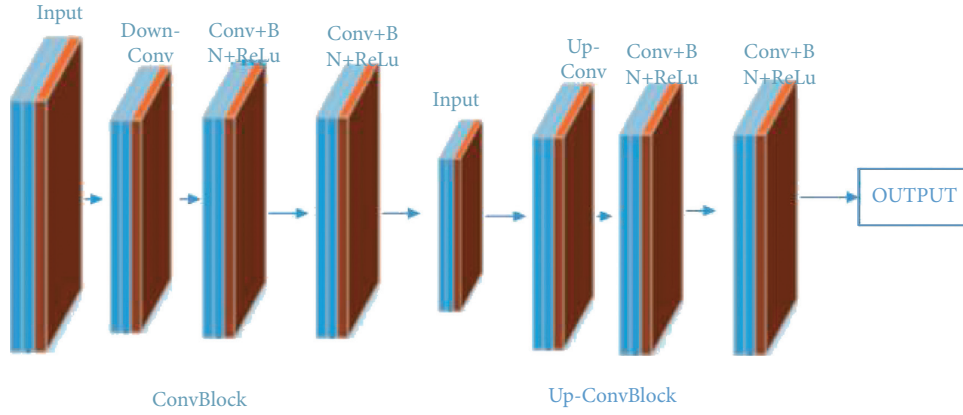 Input
Down-
Conv
Conv+B
N+ReLu
Conv+B
N+ReLu
Input
Up-
Conv
Conv+B
N+ReLu
Conv+B
N+ReLu
OUTPUT
ConvBlock
Up-ConvBlock